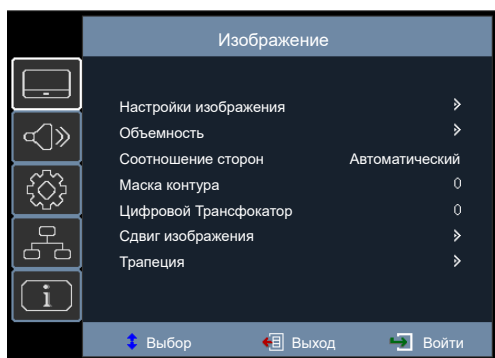 Изображение
Настройки изображения
Объемность
Соотношение сторон Автоматический
Маска контура 0
Цифровой Трансфокатор 0
Сдвиг изображения
Трапеция
i
Выбор Выход Войти